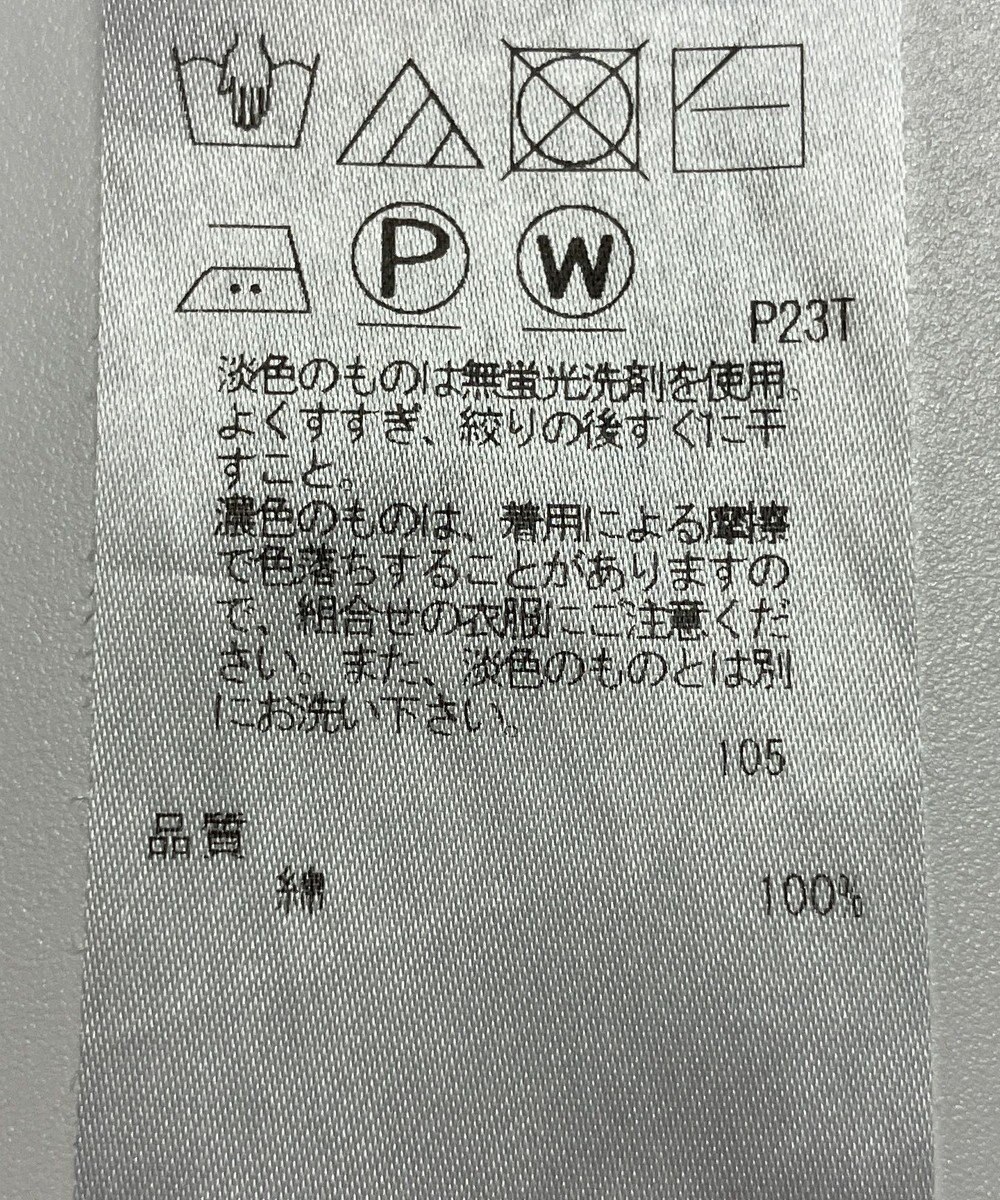 P W
P23T
淡色のものは無蛍光洗剤を使用。
よくすすぎ、絞りの後すぐに干
すこと。
濃色のものは、着用による摩擦
で色落ちすることがありますの
で、組合せの衣服にご注意くだ
さい。また、淡色のものとは別
にお洗い下さい。
105
品質
綿 100%